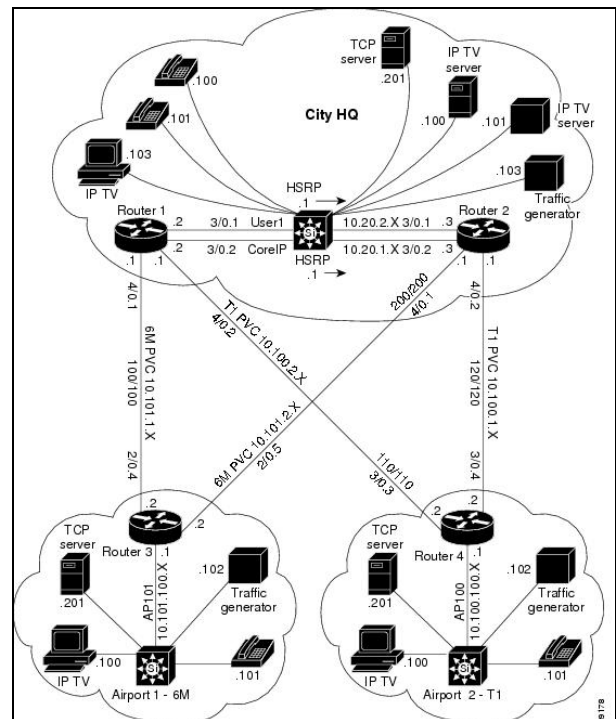 TCP
server
.201
IP TV
server
.100
.101
City HQ
.100
.101
IP TV
server
.103
IP TV
.103
Traffic
generator
HSRP
.1
Router 1
.2
3/0.1
User1
Si
10.20.2.X
3/0.1
.3
Router 2
.2
3/0.2
CoreIP
10.20.1.X
3/0.2
.3
HSRP
.1
.1
.1
.1
.1
4/0.1
4/0.2
200/200
4/0.1
4/0.2
6M PVC 10.101.1.X
100/100
T1 PVC 10.100.2.X
T1 PVC 10.100.1.X
120/120
6M PVC 10.101.2.X
2/0.5
110/110
3/0.3
2/0.4
3/0.4
.2
.2
Router 3
.1
.2
.2
Router 4
.1
TCP
server
.201
AP101
10.101.100.X
.102
Traffic
generator
IP TV
.100
Si
.101
Airport 1 - 6M
TCP
server
.201
AP100
10.100.100.X
.102
Traffic
generator
IP TV
.100
Si
.101
Airport 2 - T1